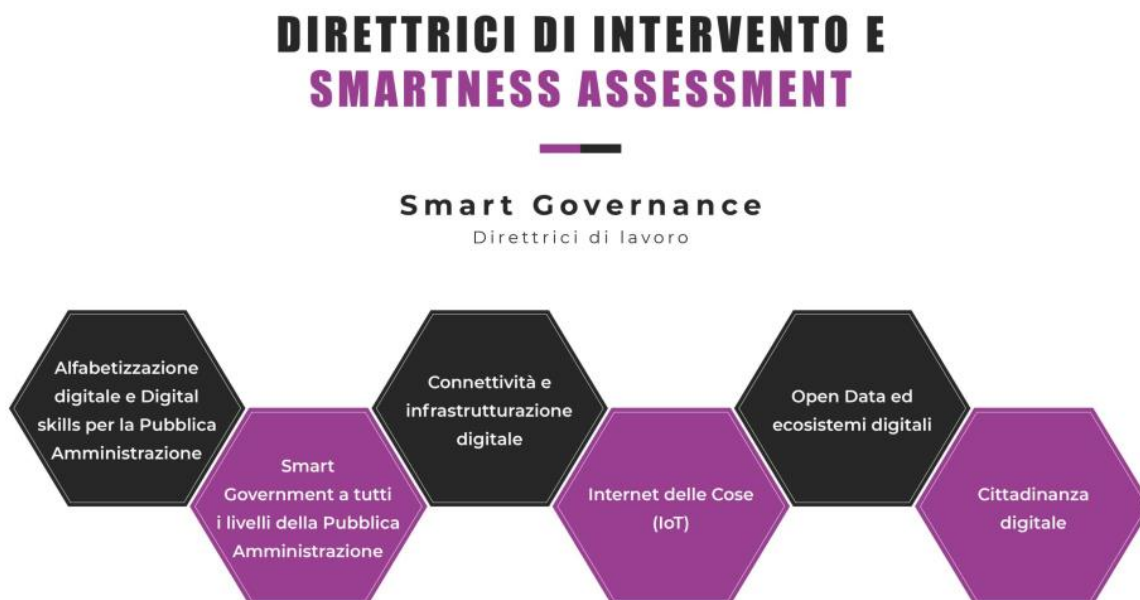 DIRETTRICI DI INTERVENTO E
SMARTNESS ASSESSMENT
Smart Governance
Direttrici di lavoro
Alfabetizzazione
digitale e Digital
skills per la Pubblica
Amministrazione
Smart
Government a tutti
i livelli della Pubblica
Amministrazione
Connettività e
infrastrutturazione
digitale
Internet delle Cose
(IoT)
Open Data ed
ecosistemi digitali
Cittadinanza
digitale